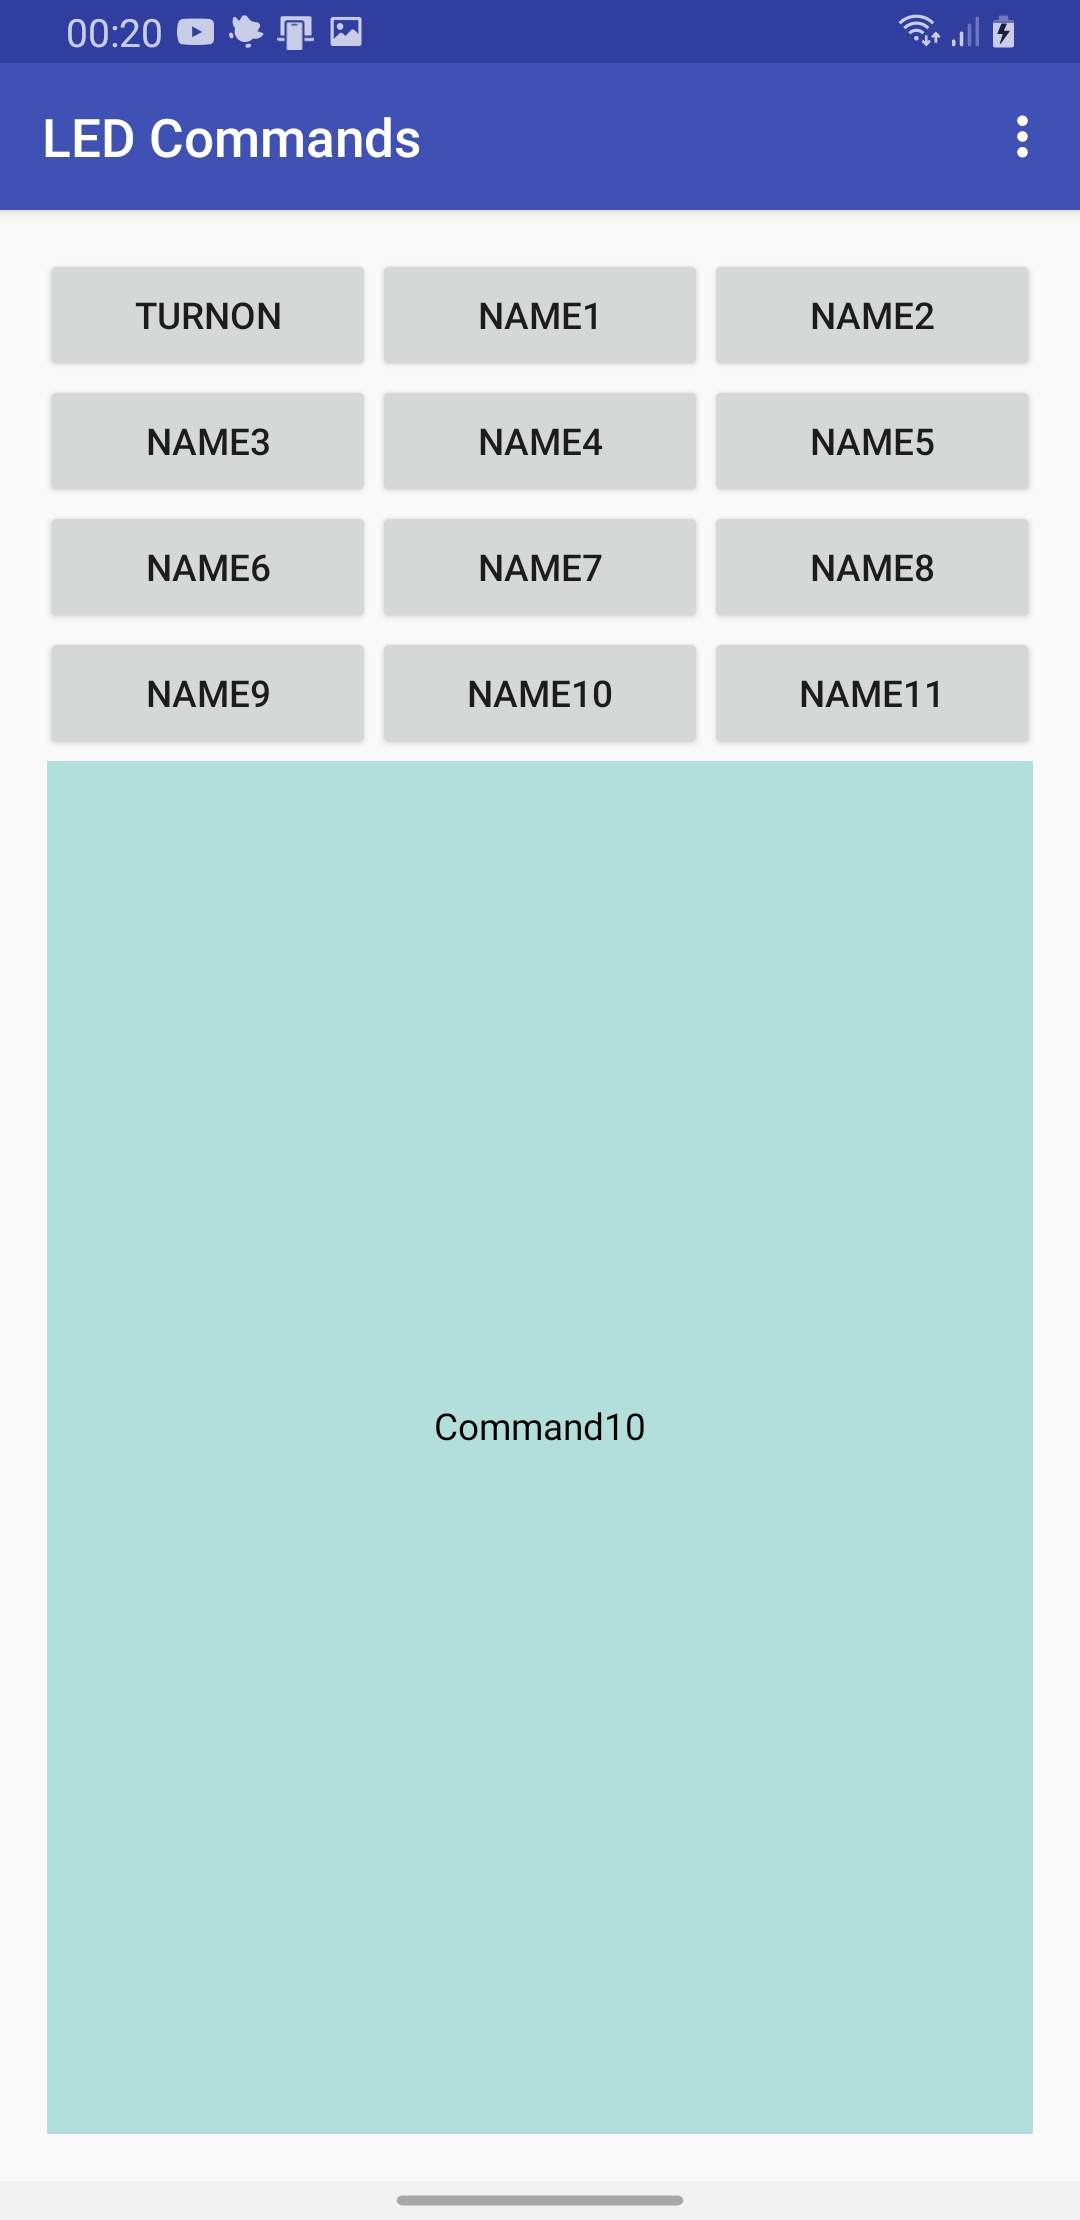 00:20
LED Commands
TURNON NAME1 NAME2
NAME3 NAME4 NAME5
NAME6 NAME7 NAME8
NAME9 NAME10 NAME11
Command10